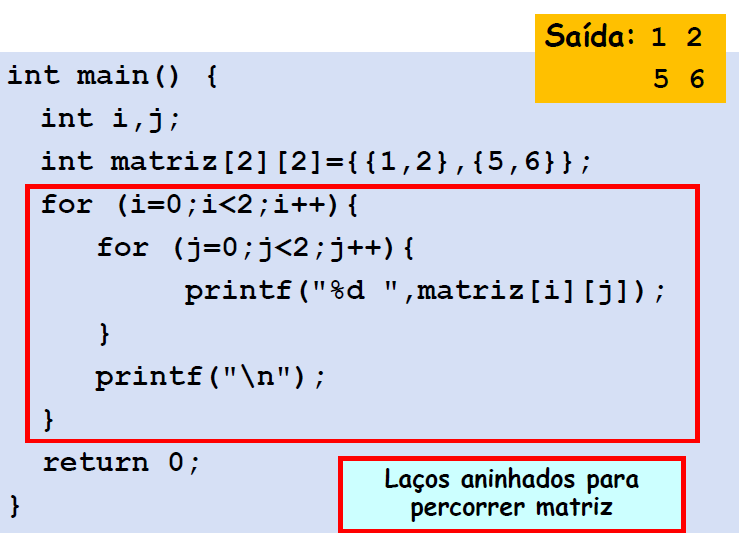 Saída: 1 2
5 6
int main() {
int i,j;
int matriz[2][2]={{1,2},{5,6}};
for (i=0;i<2;i++){
for (j=0;j<2;j++){
printf("%d ",matriz[i][j]);
}
printf("\n");
}
return 0;
}
Laços aninhados para
percorrer matriz